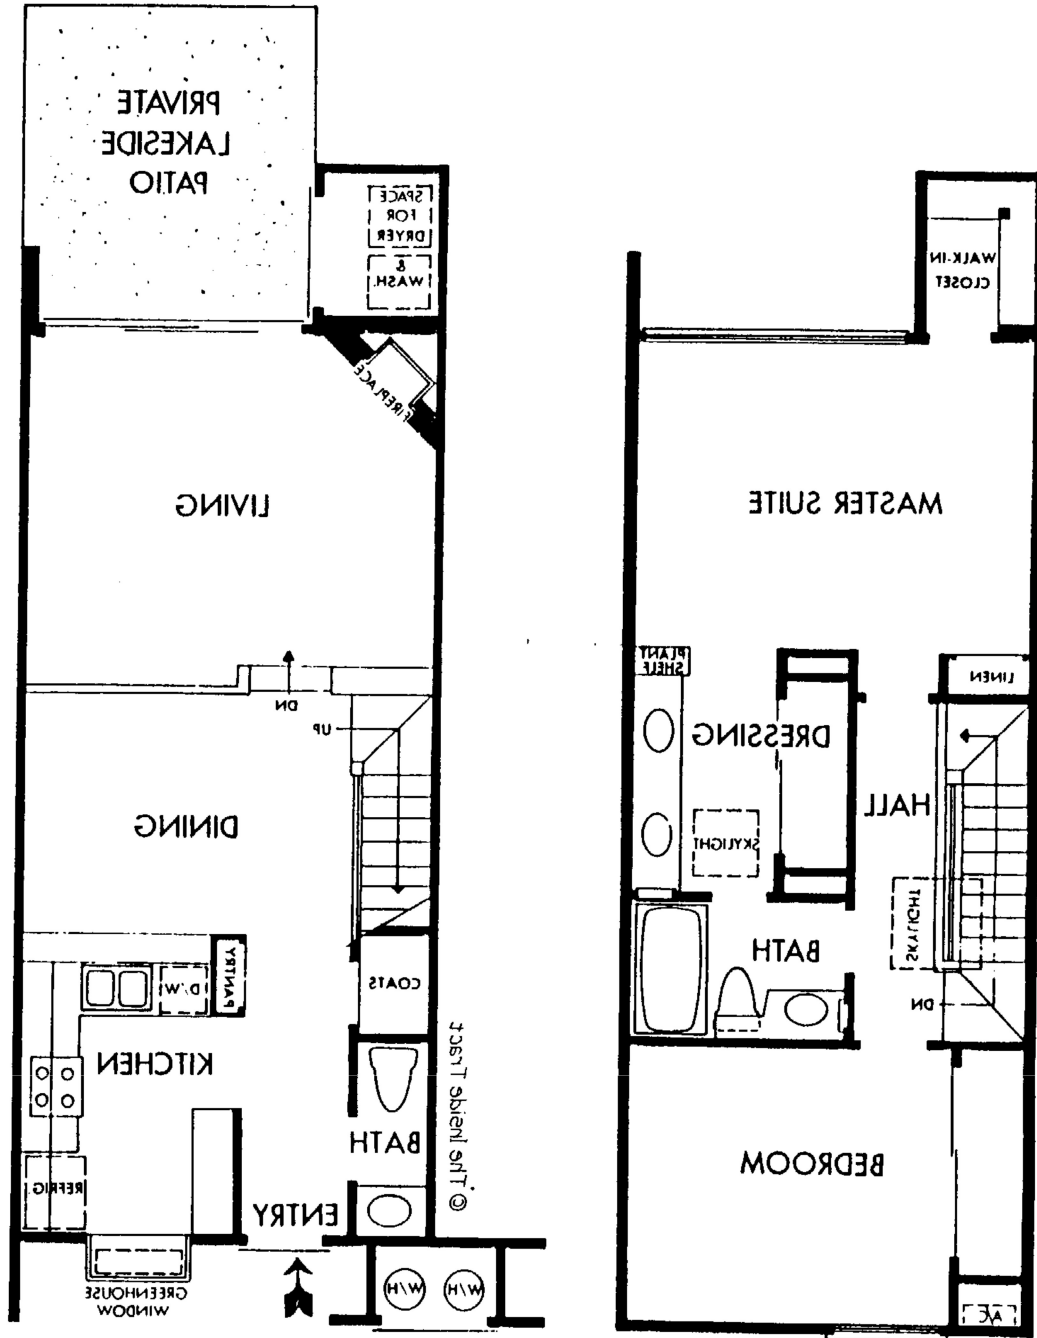 PRIVATE
LAKESIDE
PATIO
SPACE
FOR
DRYER
&
WASH.
FIREPLACE
LIVING
DN
UP
DINING
PANTRY
D/W
COATS
KITCHEN
BATH
REFRIG.
ENTRY
GREENHOUSE
WINDOW
W/H
W/H
© The Inside Tract
WALK-IN
CLOSET
MASTER SUITE
PLANT
SHELF
LINEN
DRESSING
HALL
SKYLIGHT
SKYLIGHT
BATH
DN
BEDROOM
A/C